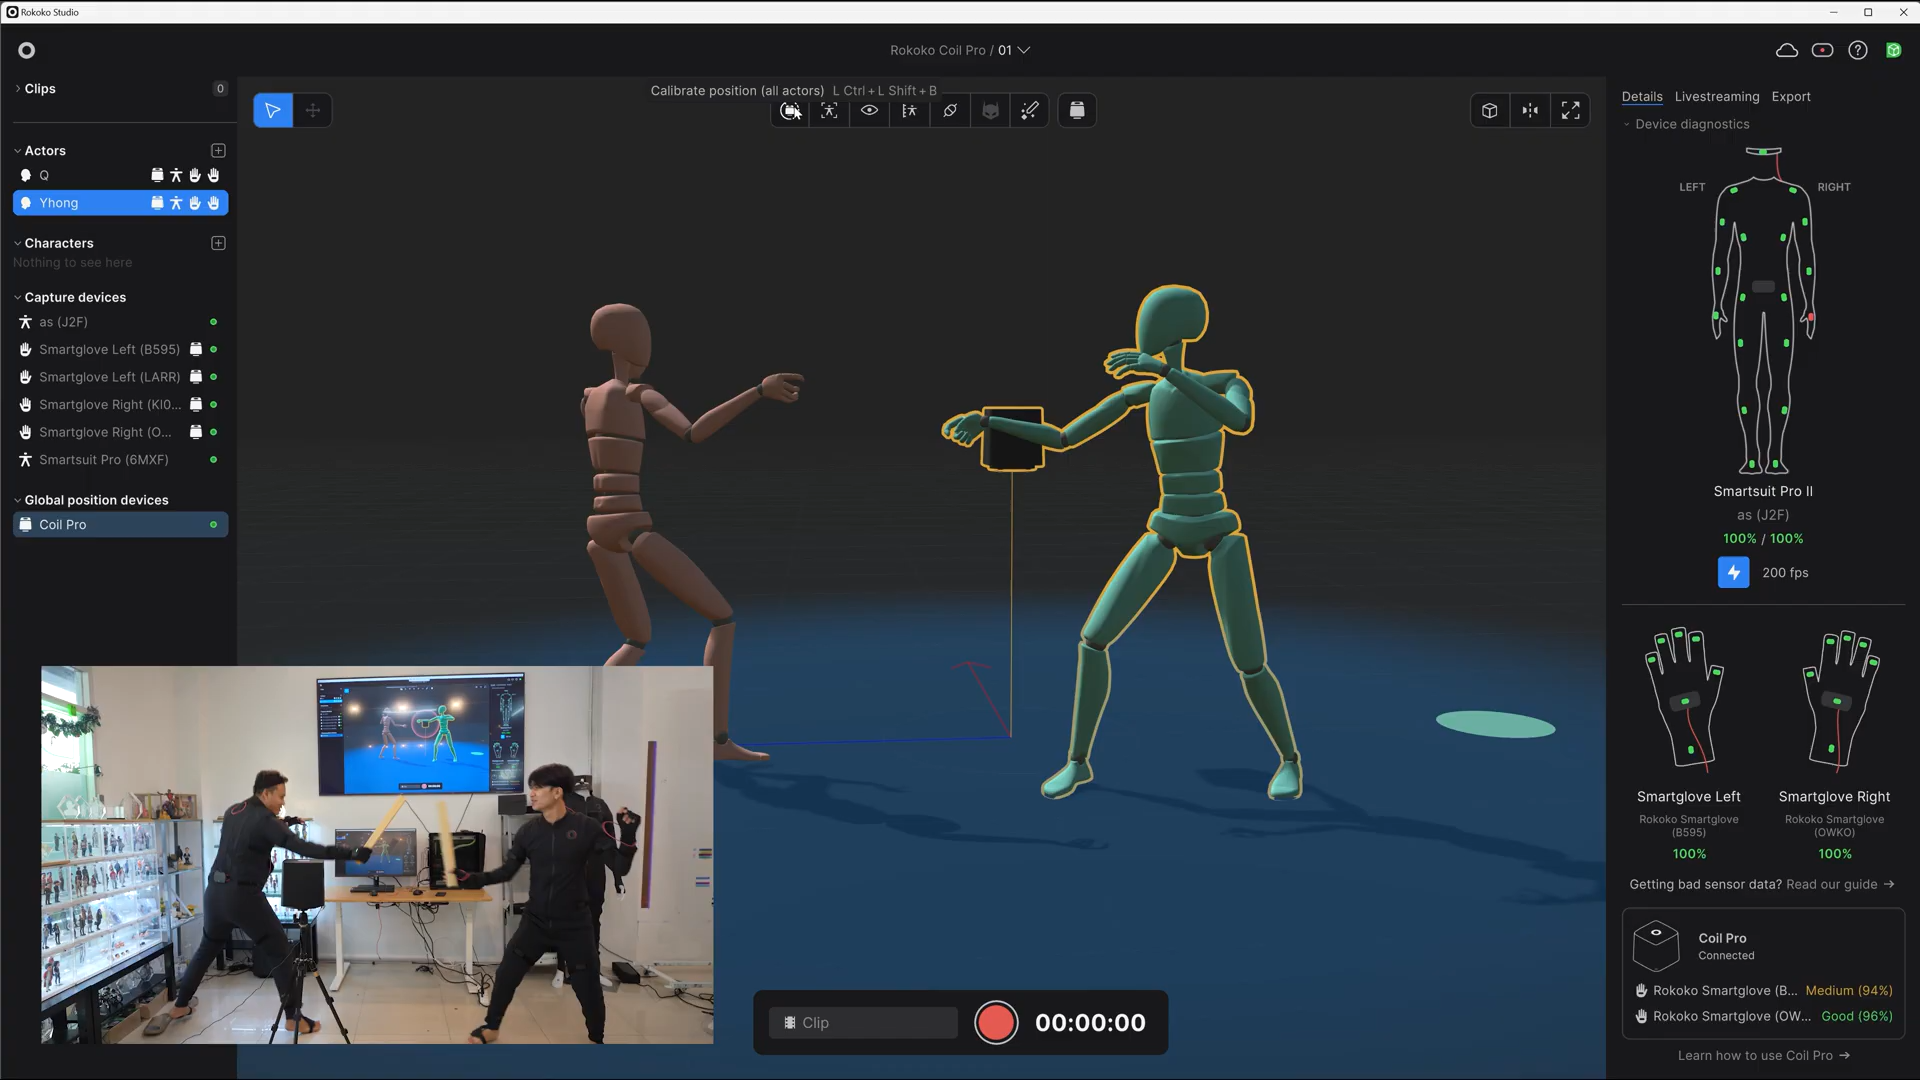 Rokoko Studio
Rokoko Coil Pro / 01
Clips
0
Calibrate position (all actors) L Ctrl + L Shift + B
Actors
Q
Yhong
Characters
Nothing to see here
Capture devices
as (J2F)
Smartglove Left (B595)
Smartglove Left (LARR)
Smartglove Right (KI0...
Smartglove Right (O...
Smartsuit Pro (6MXF)
Global position devices
Coil Pro
Details Livestreaming Export
Device diagnostics
LEFT RIGHT
Smartsuit Pro II
as (J2F)
100% / 100%
200 fps
Smartglove Left Smartglove Right
Rokoko Smartglove Rokoko Smartglove
(B595) (OWKO)
100% 100%
Getting bad sensor data? Read our guide →
Coil Pro
Connected
Rokoko Smartglove (B... Medium (94%)
Rokoko Smartglove (OW... Good (96%)
Learn how to use Coil Pro →
Clip 00:00:00